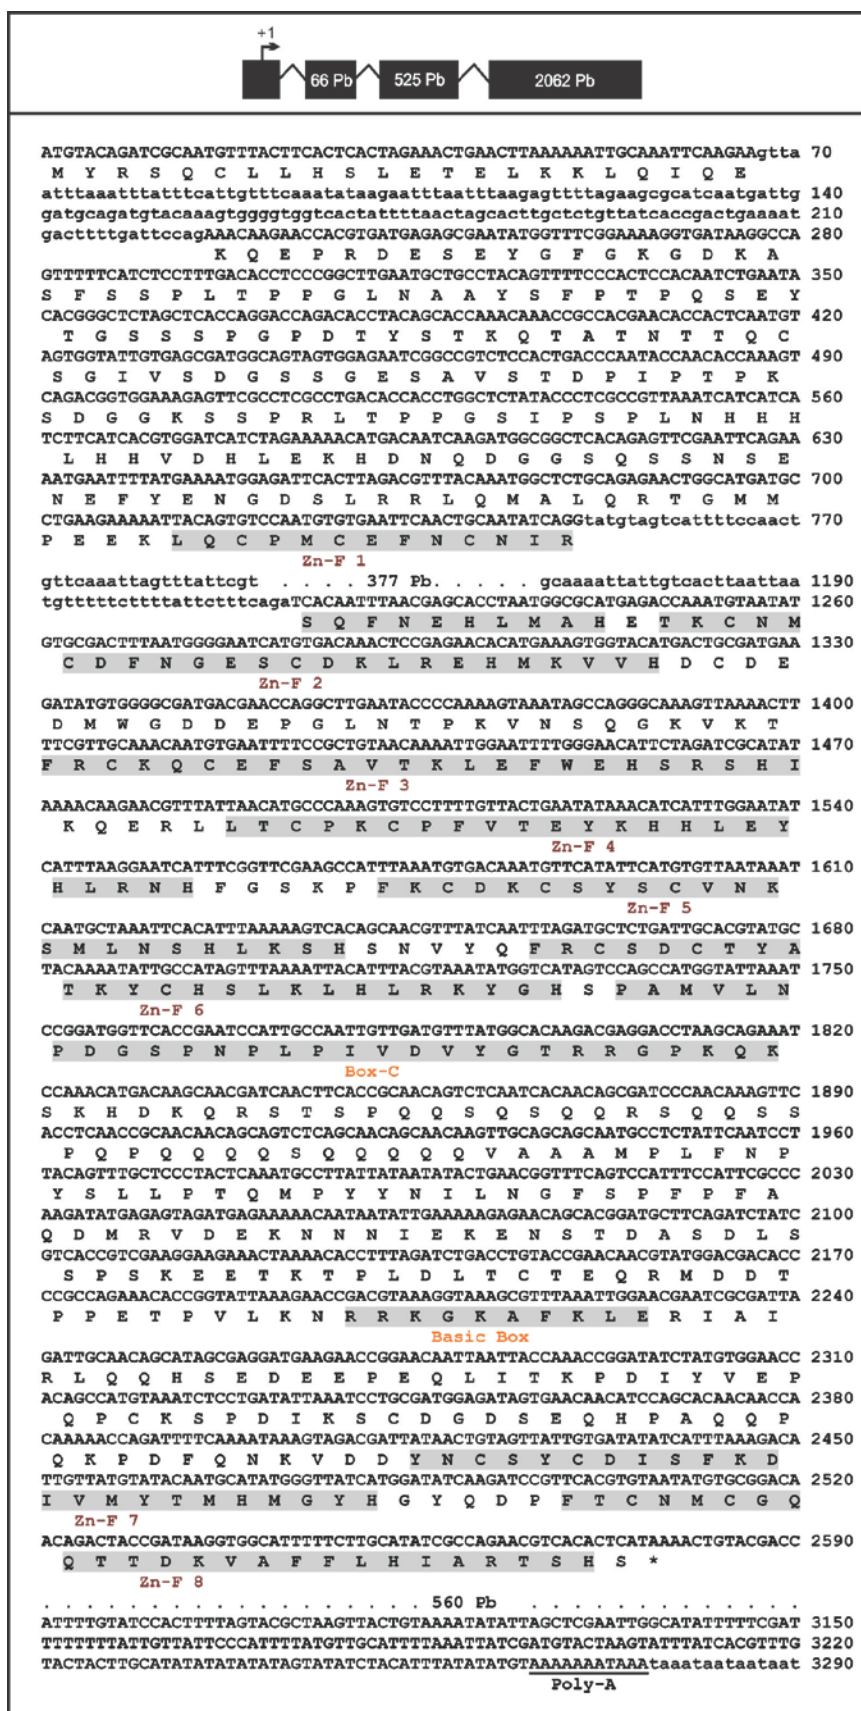 +1
66 Pb 525 Pb 2062 Pb
ATGTACAGATCGCAATGTTTACTTCACTCACTAGAAACTGAACTTAAAAAATTGCAAATTCAAGAAgtta 70
M Y R S Q C L L H S L E T E L K K L Q I Q E
atttaaatttatttcattgtttcaaatataagaatttaatttaagagttttagaagcgcatcaatgattg 140
gatgcagatgtacaaagtggggtggtcactattttaactagcacttgctctgttatcaccgactgaaaat 210
gacttttgattccagAAACAAGAACCACGTGATGAGAGCGAATATGGTTTCGGAAAAGGTGATAAGGCCA 280
K Q E P R D E S E Y G F G K G D K A
GTTTTTCATCTCCTTTGACACCTCCCGGCTTGAATGCTGCCTACAGTTTTCCCACTCCACAATCTGAATA 350
S F S S P L T P P G L N A A Y S F P T P Q S E Y
CACGGGCTCTAGCTCACCAGGACCAGACACCTACAGCACCAAACAAACCGCCACGAACACCACTCAATGT 420
T G S S S P G P D T Y S T K Q T A T N T T Q C
AGTGGTATTGTGAGCGATGGCAGTAGTGGAGAATCGGCCGTCTCCACTGACCCAATACCAACACCAAAGT 490
S G I V S D G S S G E S A V S T D P I P T P K
CAGACGGTGGAAAGAGTTCGCCTCGCCTGACACCACCTGGCTCTATACCCTCGCCGTTAAATCATCATCA 560
S D G G K S S P R L T P P G S I P S P L N H H H
TCTTCATCACGTGGATCATCTAGAAAAACATGACAATCAAGATGGCGGCTCACAGAGTTCGAATTCAGAA 630
L H H V D H L E K H D N Q D G G S Q S S N S E
AATGAATTTTATGAAAATGGAGATTCACTTAGACGTTTACAAATGGCTCTGCAGAGAACTGGCATGATGC 700
N E F Y E N G D S L R R L Q M A L Q R T G M M
CTGAAGAAAAATTACAGTGTCCAATGTGTGAATTCAACTGCAATATCAGGtatgtagtcattttccaact 770
P E E K L Q C P M C E F N C N I R
Zn-F 1
gttcaaattagtttattcgt . . . . 377 Pb. . . . . gcaaaattattgtcacttaattaa 1190
tgtttttcttttattctttcagaTCACAATTTAACGAGCACCTAATGGCGCATGAGACCAAATGTAATAT 1260
S Q F N E H L M A H E T K C N M
GTGCGACTTTAATGGGGAATCATGTGACAAACTCCGAGAACACATGAAAGTGGTACATGACTGCGATGAA 1330
C D F N G E S C D K L R E H M K V V H D C D E
Zn-F 2
GATATGTGGGGCGATGACGAACCAGGCTTGAATACCCCAAAAGTAAATAGCCAGGGCAAAGTTAAAACTT 1400
D M W G D D E P G L N T P K V N S Q G K V K T
TTCGTTGCAAACAATGTGAATTTTCCGCTGTAACAAAATTGGAATTTTGGGAACATTCTAGATCGCATAT 1470
F R C K Q C E F S A V T K L E F W E H S R S H I
Zn-F 3
AAAACAAGAACGTTTATTAACATGCCCAAAGTGTCCTTTTGTTACTGAATATAAACATCATTTGGAATAT 1540
K Q E R L L T C P K C P F V T E Y K H H L E Y
Zn-F 4
CATTTAAGGAATCATTTCGGTTCGAAGCCATTTAAATGTGACAAATGTTCATATTCATGTGTTAATAAAT 1610
H L R N H F G S K P F K C D K C S Y S C V N K
Zn-F 5
CAATGCTAAATTCACATTTAAAAAGTCACAGCAACGTTTATCAATTTAGATGCTCTGATTGCACGTATGC 1680
S M L N S H L K S H S N V Y Q F R C S D C T Y A
TACAAAATATTGCCATAGTTTAAAATTACATTTACGTAAATATGGTCATAGTCCAGCCATGGTATTAAAT 1750
T K Y C H S L K L H L R K Y G H S P A M V L N
Zn-F 6
CCGGATGGTTCACCGAATCCATTGCCAATTGTTGATGTTTATGGCACAAGACGAGGACCTAAGCAGAAAT 1820
P D G S P N P L P I V D V Y G T R R G P K Q K
Box-C
CCAAACATGACAAGCAACGATCAACTTCACCGCAACAGTCTCAATCACAACAGCGATCCCAACAAAGTTC 1890
S K H D K Q R S T S P Q Q S Q S Q Q R S Q Q S S
ACCTCAACCGCAACAACAGCAGTCTCAGCAACAGCAACAAGTTGCAGCAGCAATGCCTCTATTCAATCCT 1960
P Q P Q Q Q Q S Q Q Q Q Q V A A A M P L F N P
TACAGTTTGCTCCCTACTCAAATGCCTTATTATAATATACTGAACGGTTTCAGTCCATTTCCATTCGCCC 2030
Y S L L P T Q M P Y Y N I L N G F S P F P F A
AAGATATGAGAGTAGATGAGAAAAACAATAATATTGAAAAAGAGAACAGCACGGATGCTTCAGATCTATC 2100
Q D M R V D E K N N N I E K E N S T D A S D L S
GTCACCGTCGAAGGAAGAAACTAAAACACCTTTAGATCTGACCTGTACCGAACAACGTATGGACGACACC 2170
S P S K E E T K T P L D L T C T E Q R M D D T
CCGCCAGAAACACCGGTATTAAAGAACCGACGTAAAGGTAAAGCGTTTAAATTGGAACGAATCGCGATTA 2240
P P E T P V L K N R R K G K A F K L E R I A I
Basic Box
GATTGCAACAGCATAGCGAGGATGAAGAACCGGAACAATTAATTACCAAACCGGATATCTATGTGGAACC 2310
R L Q Q H S E D E E P E Q L I T K P D I Y V E P
ACAGCCATGTAAATCTCCTGATATTAAATCCTGCGATGGAGATAGTGAACAACATCCAGCACAACAACCA 2380
Q P C K S P D I K S C D G D S E Q H P A Q Q P
CAAAAACCAGATTTTCAAAATAAAGTAGACGATTATAACTGTAGTTATTGTGATATATCATTTAAAGACA 2450
Q K P D F Q N K V D D Y N C S Y C D I S F K D
TTGTTATGTATACAATGCATATGGGTTATCATGGATATCAAGATCCGTTCACGTGTAATATGTGCGGACA 2520
I V M Y T M H M G Y H G Y Q D P F T C N M C G Q
Zn-F 7
ACAGACTACCGATAAGGTGGCATTTTTCTTGCATATCGCCAGAACGTCACACTCATAAAACTGTACGACC 2590
Q T T D K V A F F L H I A R T S H S *
Zn-F 8
. . . . . . . . . . . . . . . . . . 560 Pb . . . . . . . . . . . . . .
ATTTTGTATCCACTTTTAGTACGCTAAGTTACTGTAAAATATATTAGCTCGAATTGGCATATTTTTCGAT 3150
TTTTTTTATTGTTATTCCCATTTTATGTTGCATTTTAAATTATCGATGTACTAAGTATTTATCACGTTTG 3220
TACTACTTGCATATATATATATAGTATATCTACATTTATATATGTAAAAAAATAAAtaaataataataat 3290
Poly-A